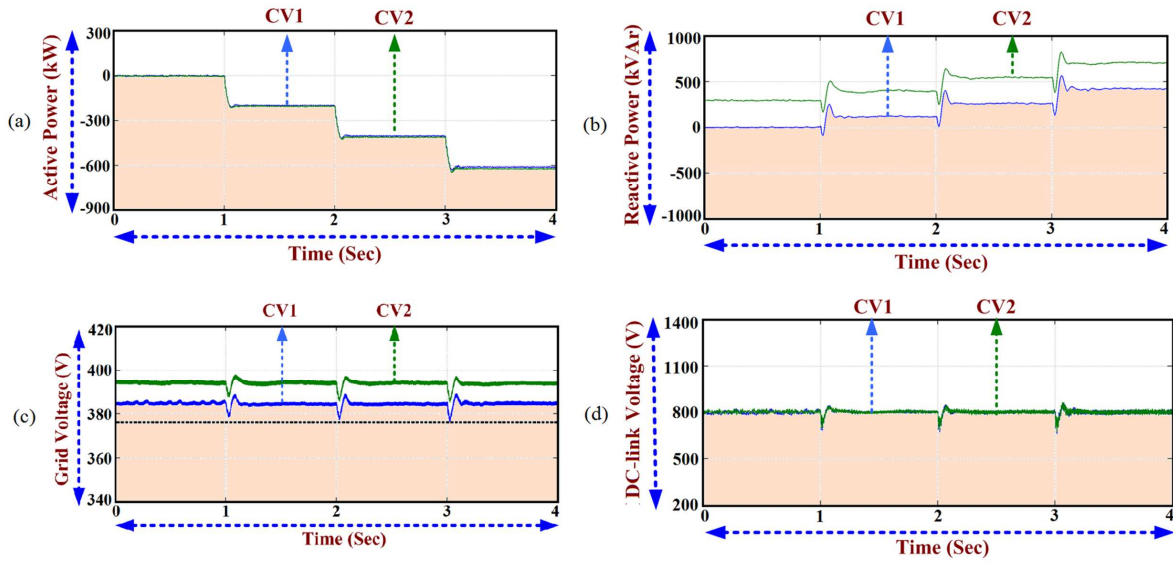 CV1 CV2
(a)
Active Power (kW)
300
0
-300
-600
-900
0 1 2 3 4
Time (Sec)
CV1 CV2
(b)
Reactive Power (kVAr)
1000
500
0
-500
-1000
0 1 2 3 4
Time (Sec)
CV1 CV2
(c)
Grid Voltage (V)
420
400
380
360
340
0 1 2 3 4
Time (Sec)
CV1 CV2
(d)
DC-link Voltage (V)
1400
1100
800
500
200
0 1 2 3 4
Time (Sec)